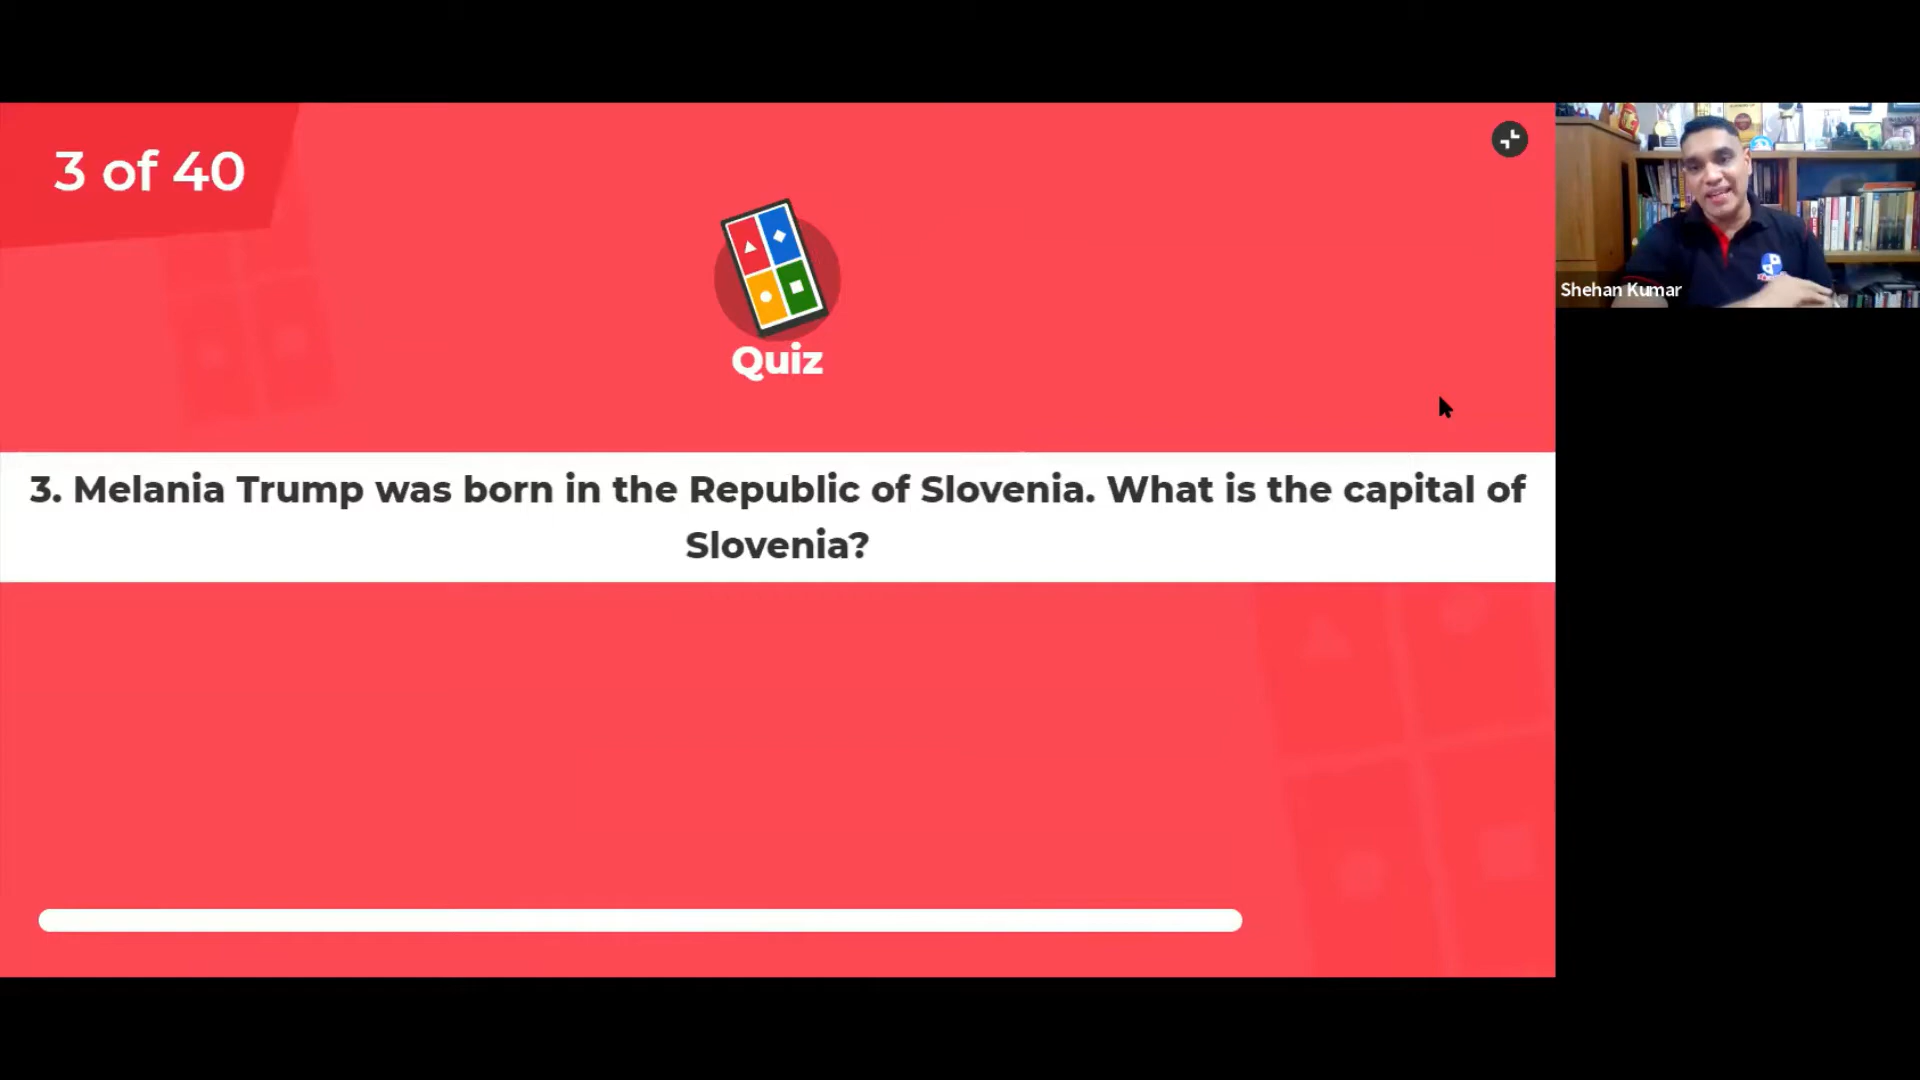 3 of 40
Quiz
3. Melania Trump was born in the Republic of Slovenia. What is the capital of
Slovenia?
Shehan Kumar